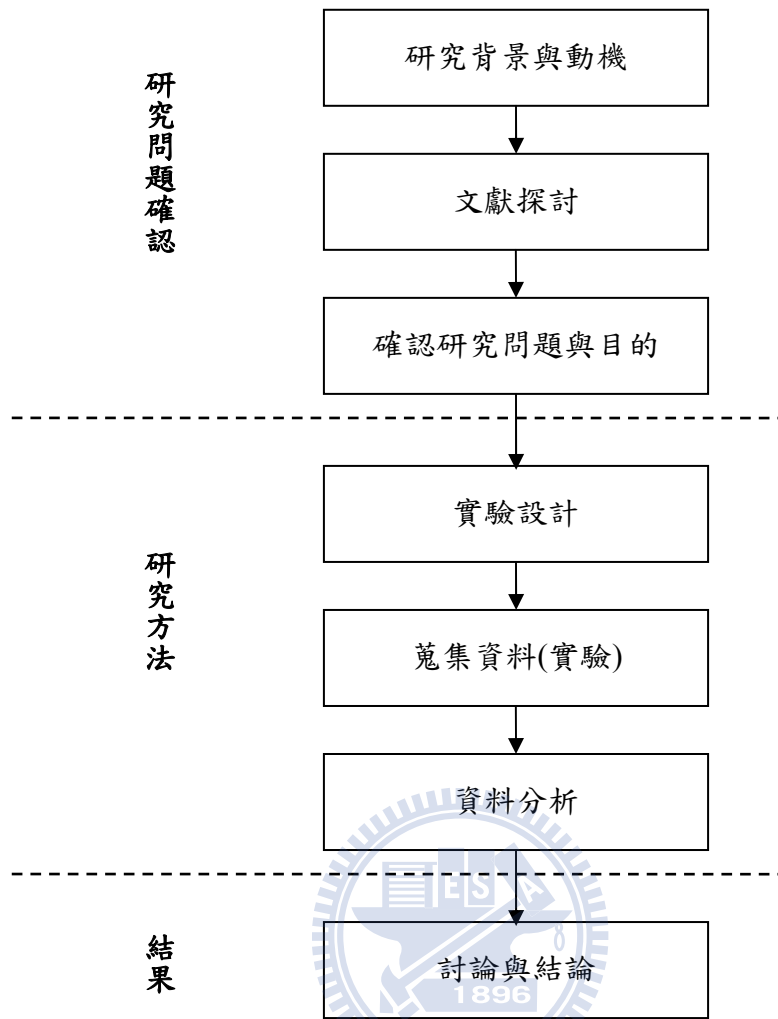 研究問題確認
研究背景與動機
文獻探討
確認研究問題與目的
研究方法
實驗設計
蒐集資料(實驗)
資料分析
結果
討論與結論
ESA
1896